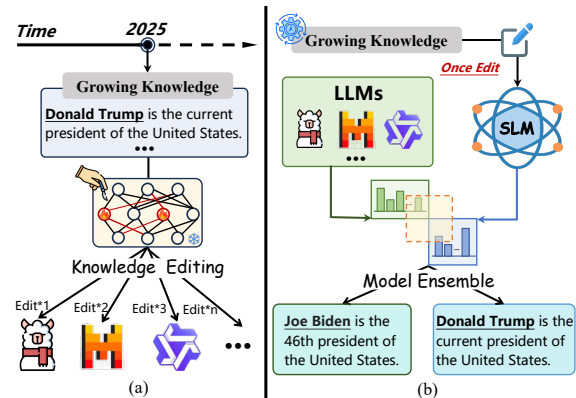 Time
2025
Growing Knowledge
Donald Trump is the current
president of the United States.
•••
Knowledge Editing
Edit*1
Edit*2
Edit*3
Edit*n
•••
(a)
Growing Knowledge
Once Edit
LLMs
•••
SLM
Model Ensemble
Joe Biden is the
46th president of
the United States.
Donald Trump is the
current president of
the United States.
(b)